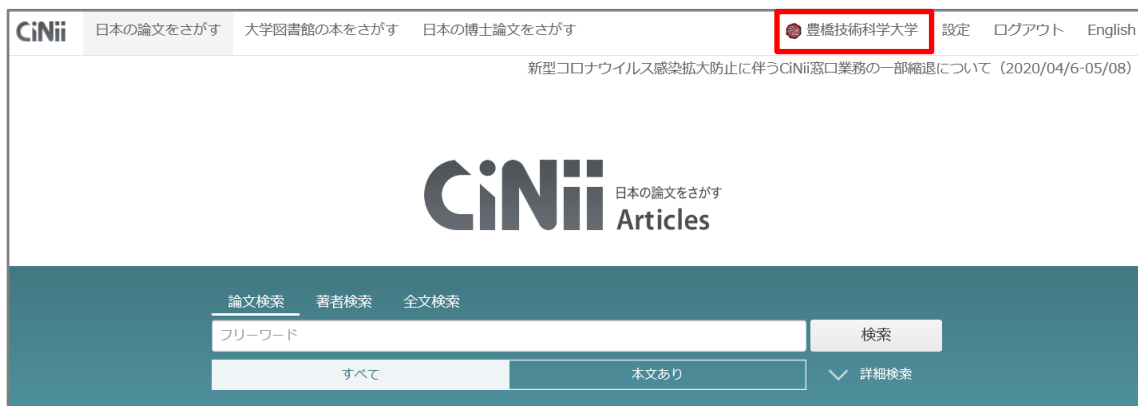 CiNii 日本の論文をさがす 大学図書館の本をさがす 日本の博士論文をさがす 豊橋技術科学大学 設定 ログアウト English
新型コロナウイルス感染拡大防止に伴うCiNii窓口業務の一部縮退について（2020/04/6-05/08）
CiNii 日本の論文をさがす
Articles
論文検索 著者検索 全文検索
フリーワード 検索
すべて 本文あり 詳細検索